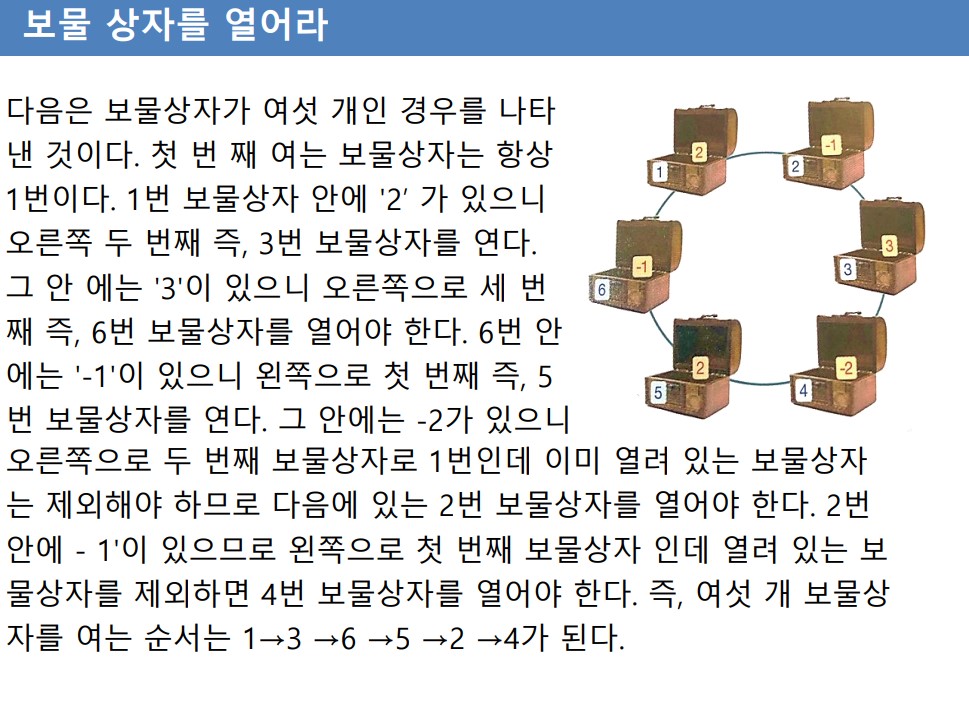 보물 상자를 열어라
다음은 보물상자가 여섯 개인 경우를 나타
낸 것이다. 첫 번 째 여는 보물상자는 항상
1번이다. 1번 보물상자 안에 '2′ 가 있으니
오른쪽 두 번째 즉, 3번 보물상자를 연다.
그 안 에는 '3'이 있으니 오른쪽으로 세 번
째 즉, 6번 보물상자를 열어야 한다. 6번 안
에는 '-1'이 있으니 왼쪽으로 첫 번째 즉, 5
번 보물상자를 연다. 그 안에는 -2가 있으니
오른쪽으로 두 번째 보물상자로 1번인데 이미 열려 있는 보물상자
는 제외해야 하므로 다음에 있는 2번 보물상자를 열어야 한다. 2번
안에 - 1'이 있으므로 왼쪽으로 첫 번째 보물상자 인데 열려 있는 보
물상자를 제외하면 4번 보물상자를 열어야 한다. 즉, 여섯 개 보물상
자를 여는 순서는 1→3 →6 →5 →2 →4가 된다.
1 2
2 -1
3 3
4 -2
5 2
6 -1